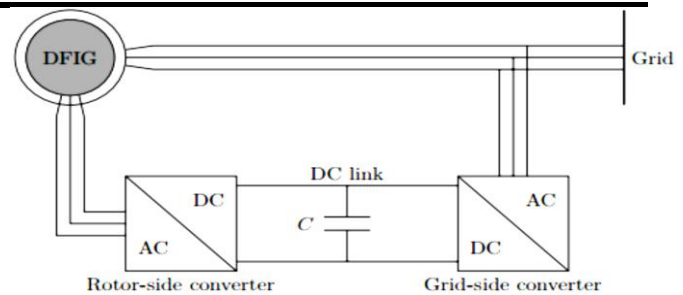 DFIG
Grid
DC link
DC
AC
C
AC
DC
Rotor-side converter
Grid-side converter